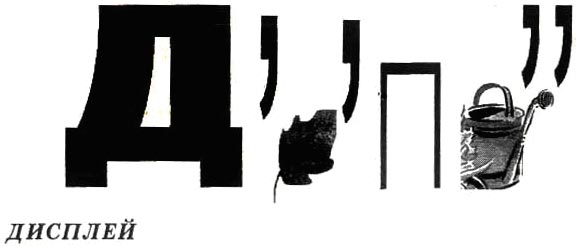 Д , , П ,,
ДИСПЛЕЙ